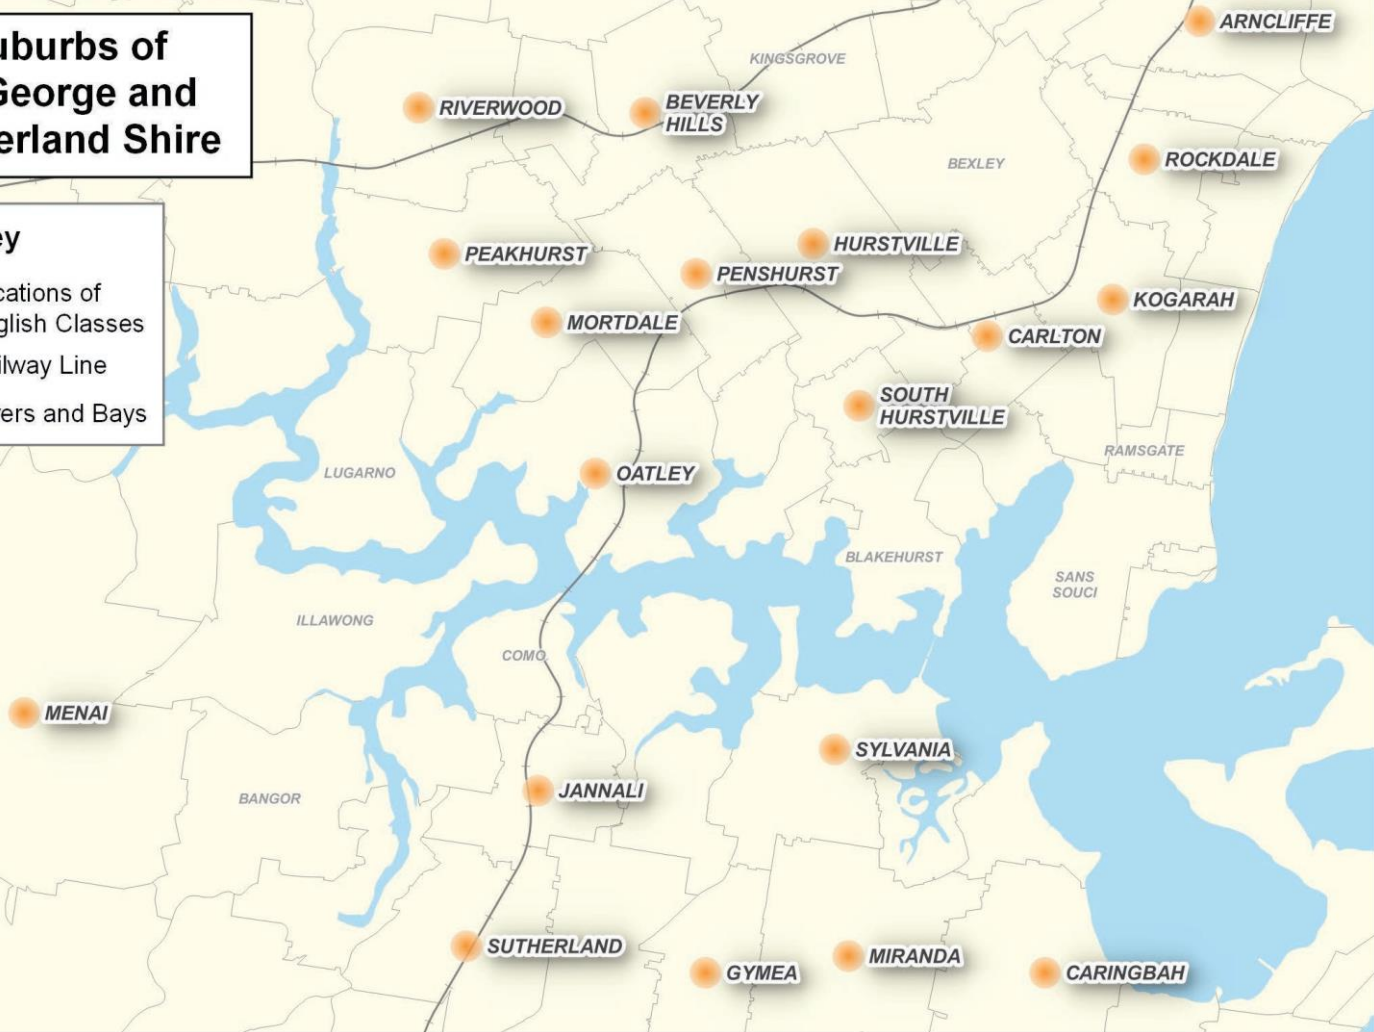 uburbs of
George and
erland Shire
ey
cations of
glish Classes
ilway Line
ers and Bays
ARNCLIFFE
KINGSGROVE
RIVERWOOD
BEVERLY
HILLS
BEXLEY
ROCKDALE
PEAKHURST
HURSTVILLE
PENSHURST
KOGARAH
MORTDALE
CARLTON
SOUTH
HURSTVILLE
RAMSGATE
LUGARNO
OATLEY
BLAKEHURST
SANS
SOUCI
ILLAWONG
COMO
MENAI
SYLVANIA
JANNALI
BANGOR
SUTHERLAND
MIRANDA
GYMEA
CARINGBAH